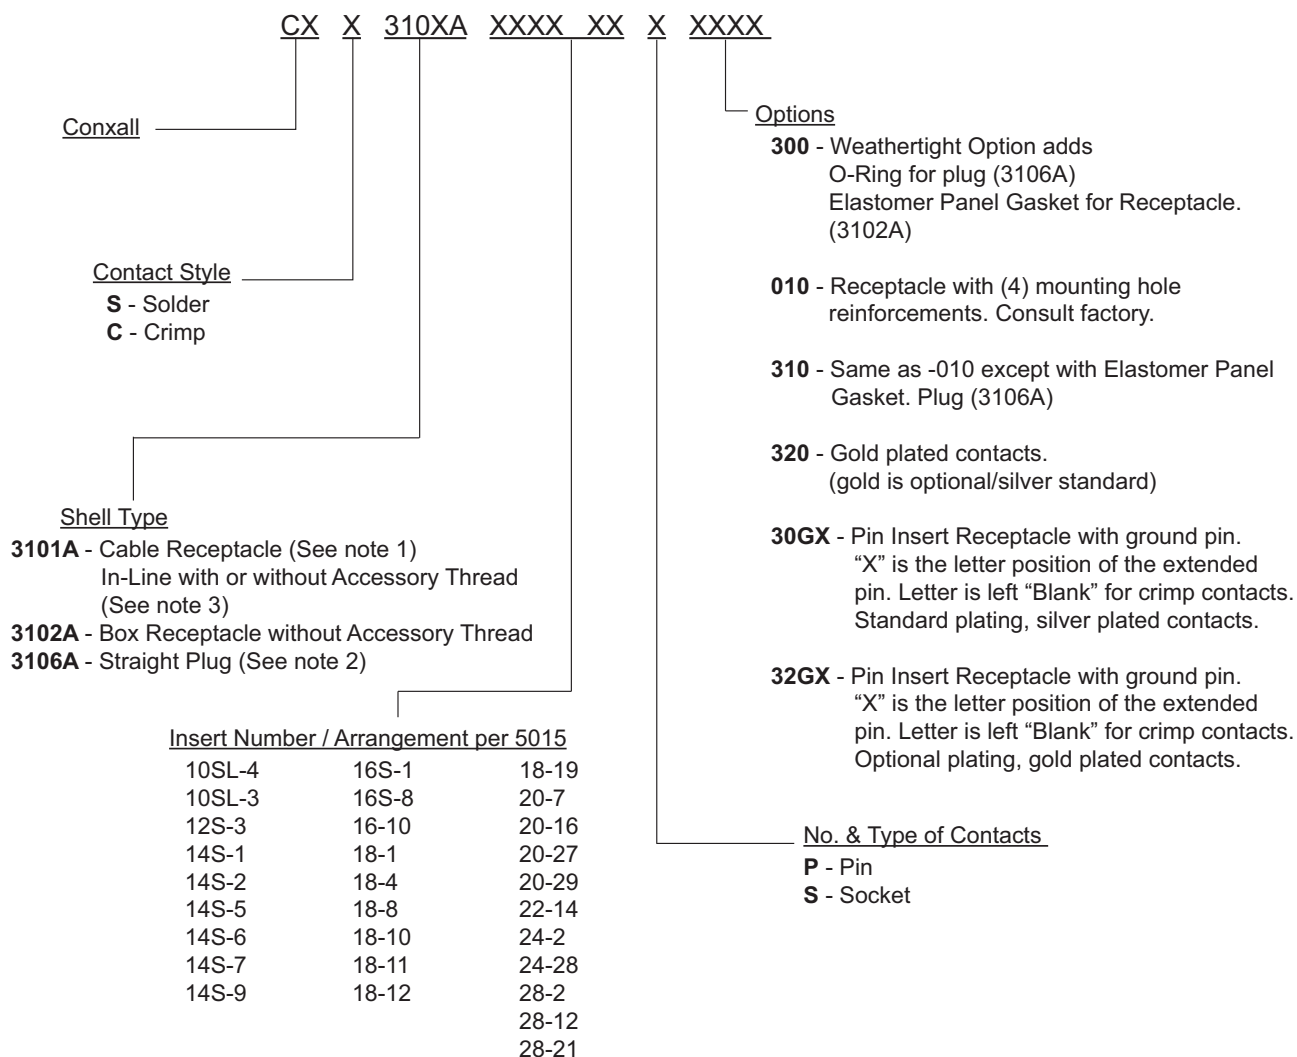 CX X 310XA XXXX XX X XXXX
Conxall
Contact Style
S - Solder
C - Crimp
Shell Type
3101A - Cable Receptacle (See note 1)
In-Line with or without Accessory Thread
(See note 3)
3102A - Box Receptacle without Accessory Thread
3106A - Straight Plug (See note 2)
Insert Number / Arrangement per 5015
10SL-4 16S-1 18-19
10SL-3 16S-8 20-7
12S-3 16-10 20-16
14S-1 18-1 20-27
14S-2 18-4 20-29
14S-5 18-8 22-14
14S-6 18-10 24-2
14S-7 18-11 24-28
14S-9 18-12 28-2
28-12
28-21
Options
300 - Weathertight Option adds
O-Ring for plug (3106A)
Elastomer Panel Gasket for Receptacle.
(3102A)
010 - Receptacle with (4) mounting hole
reinforcements. Consult factory.
310 - Same as -010 except with Elastomer Panel
Gasket. Plug (3106A)
320 - Gold plated contacts.
(gold is optional/silver standard)
30GX - Pin Insert Receptacle with ground pin.
“X” is the letter position of the extended
pin. Letter is left “Blank” for crimp contacts.
Standard plating, silver plated contacts.
32GX - Pin Insert Receptacle with ground pin.
“X” is the letter position of the extended
pin. Letter is left “Blank” for crimp contacts.
Optional plating, gold plated contacts.
No. & Type of Contacts
P - Pin
S - Socket